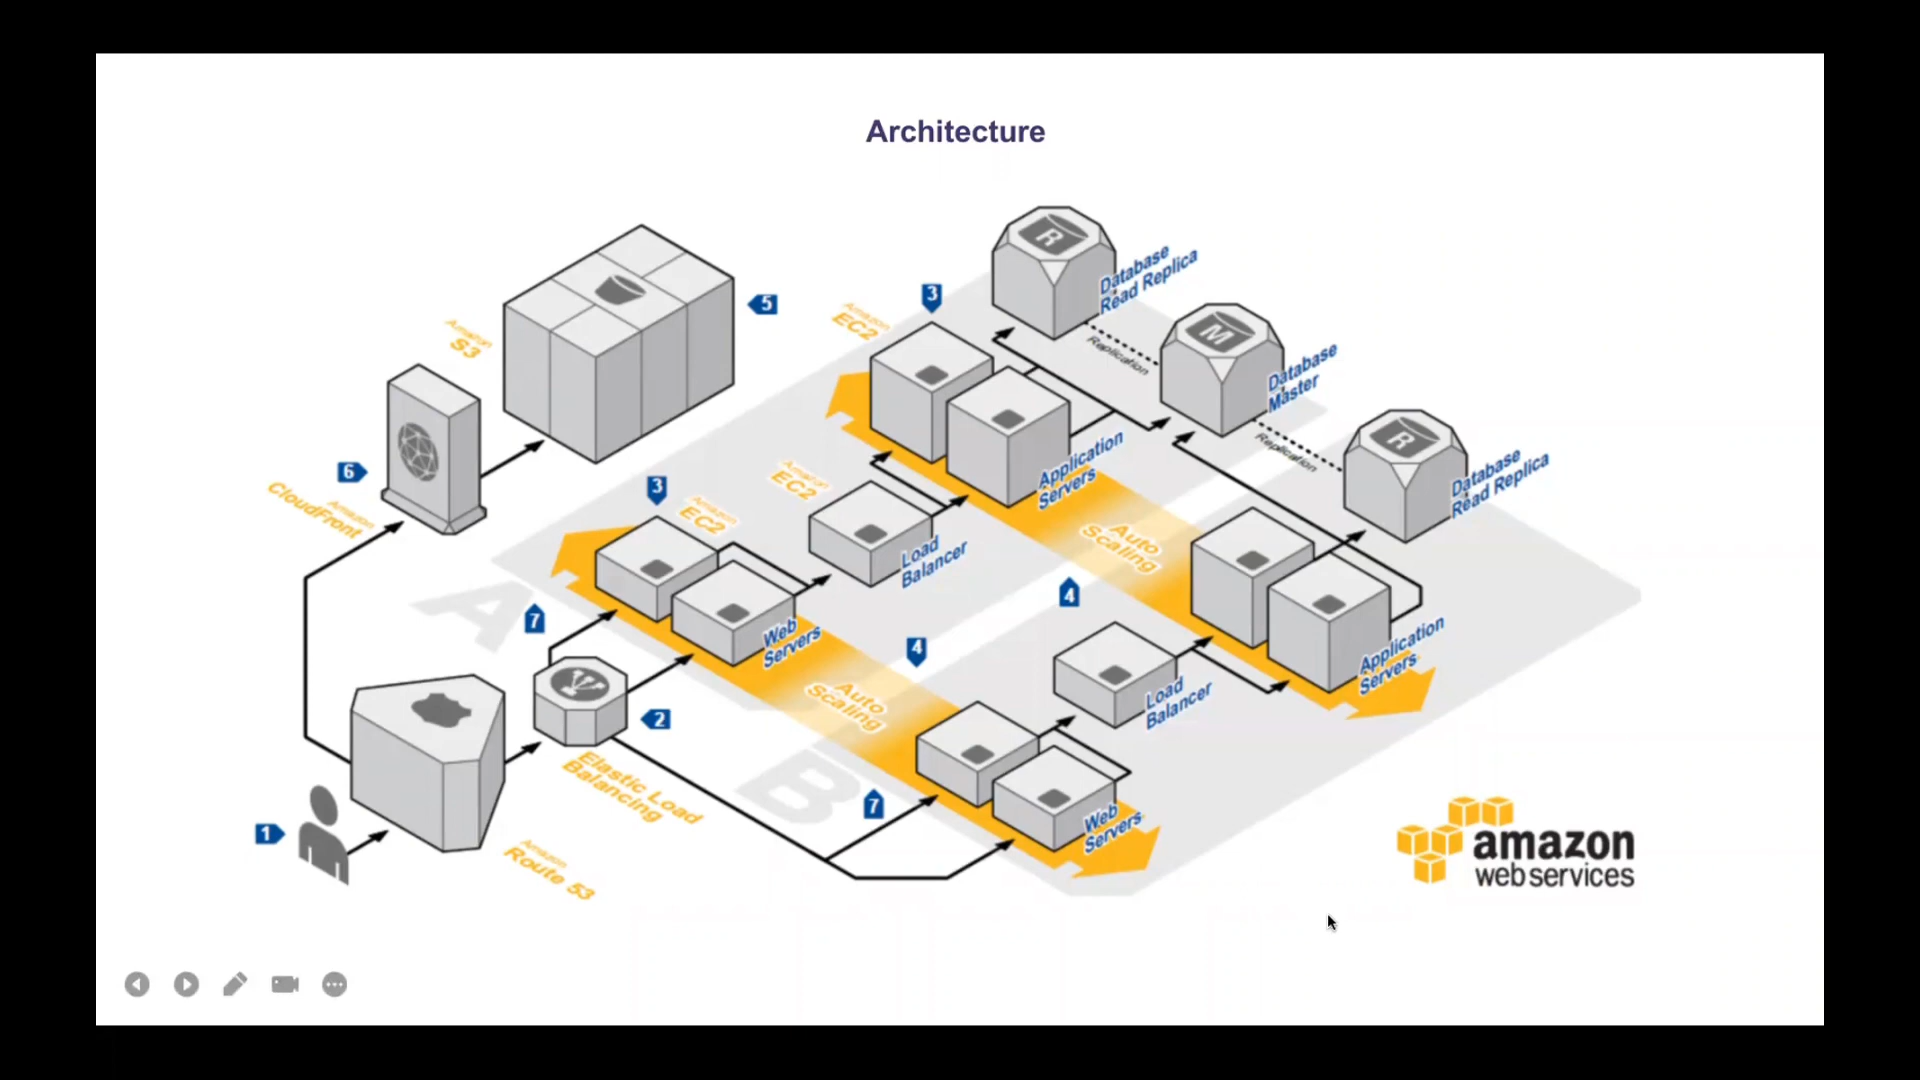 Architecture
R
Database
Read Replica
3
Amazon
EC2
5
Amazon
S3
M
Database
Master
Replication
R
Database
Read Replica
Replication
Application
Servers
6
Amazon
CloudFront
3
Amazon
EC2
Amazon
EC2
Load
Balancer
Auto
Scaling
4
A
7
Web
Servers
4
Application
Servers
Load
Balancer
Auto
Scaling
2
Elastic Load
Balancing
B
7
Web
Servers
1
Amazon
Route 53
amazon
web services